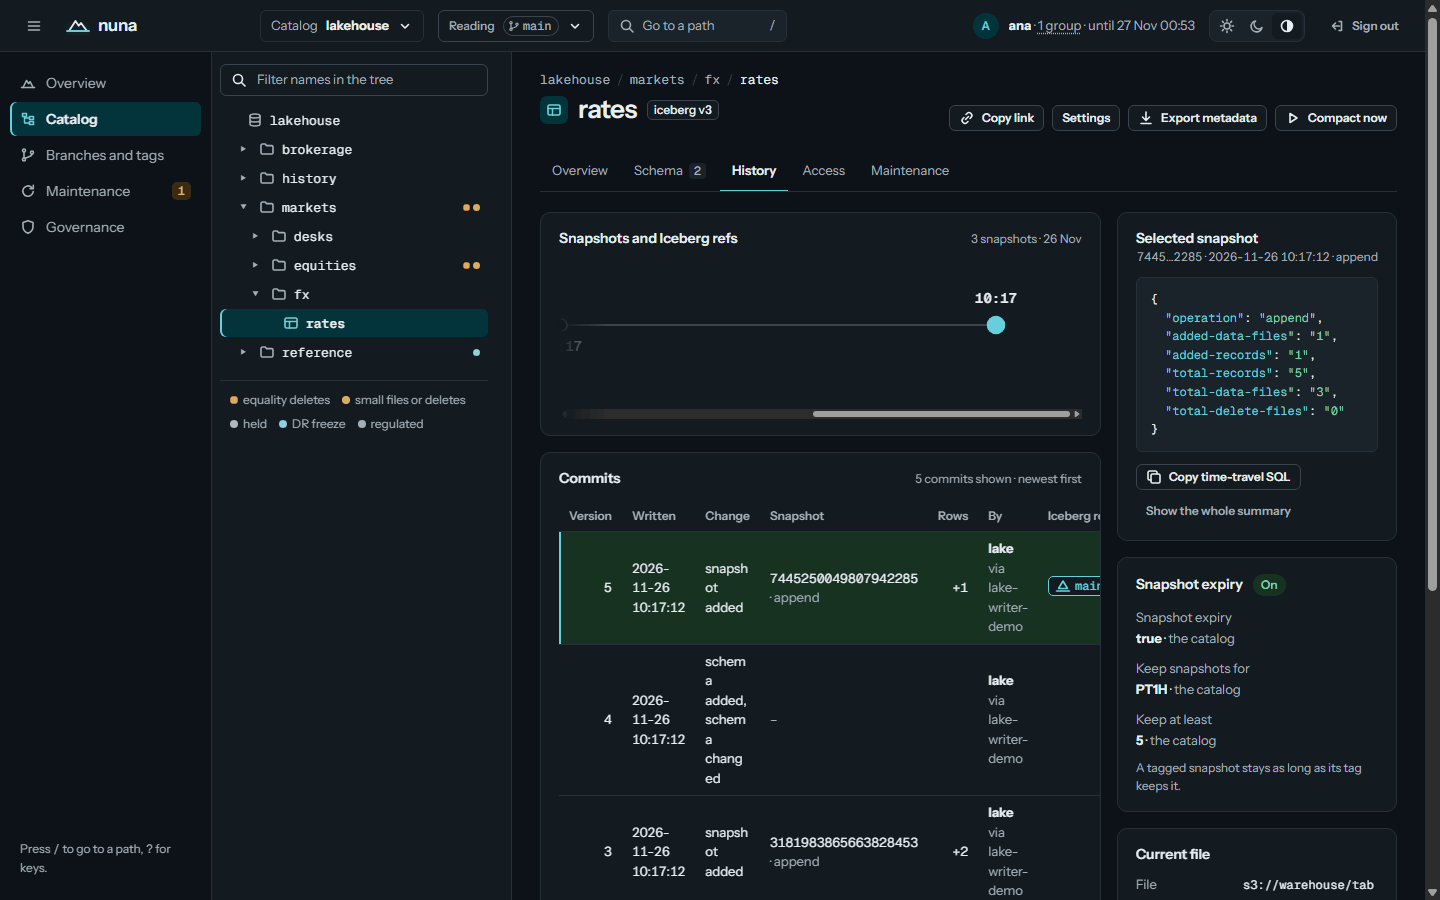 nuna
Catalog lakehouse
Reading main
Go to a path /
A ana · 1 group · until 27 Nov 00:53
Sign out
Overview
Catalog
Branches and tags
Maintenance 1
Governance
Press / to go to a path, ? for
keys.
Filter names in the tree
lakehouse
brokerage
history
markets
desks
equities
fx
rates
reference
equality deletes
small files or deletes
held
DR freeze
regulated
lakehouse / markets / fx / rates
rates iceberg v3
Copy link
Settings
Export metadata
Compact now
Overview
Schema 2
History
Access
Maintenance
Snapshots and Iceberg refs
3 snapshots · 26 Nov
10:17
17
Commits
5 commits shown · newest first
Version Written Change Snapshot Rows By Iceberg re
5
2026-
11-26
10:17:12
snapsh
ot
added
7445250049807942285
· append
+1
lake
via
lake-
writer-
demo
main
4
2026-
11-26
10:17:12
schem
a
added,
schem
a
chang
ed
–
lake
via
lake-
writer-
demo
3
2026-
11-26
10:17:12
snapsh
ot
added
3181983865663828453
· append
+2
lake
via
lake-
writer-
demo
Selected snapshot
7445…2285 · 2026-11-26 10:17:12 · append
{
"operation": "append",
"added-data-files": "1",
"added-records": "1",
"total-records": "5",
"total-data-files": "3",
"total-delete-files": "0"
}
Copy time-travel SQL
Show the whole summary
Snapshot expiry On
Snapshot expiry
true · the catalog
Keep snapshots for
PT1H · the catalog
Keep at least
5 · the catalog
A tagged snapshot stays as long as its tag
keeps it.
Current file
File s3://warehouse/tab